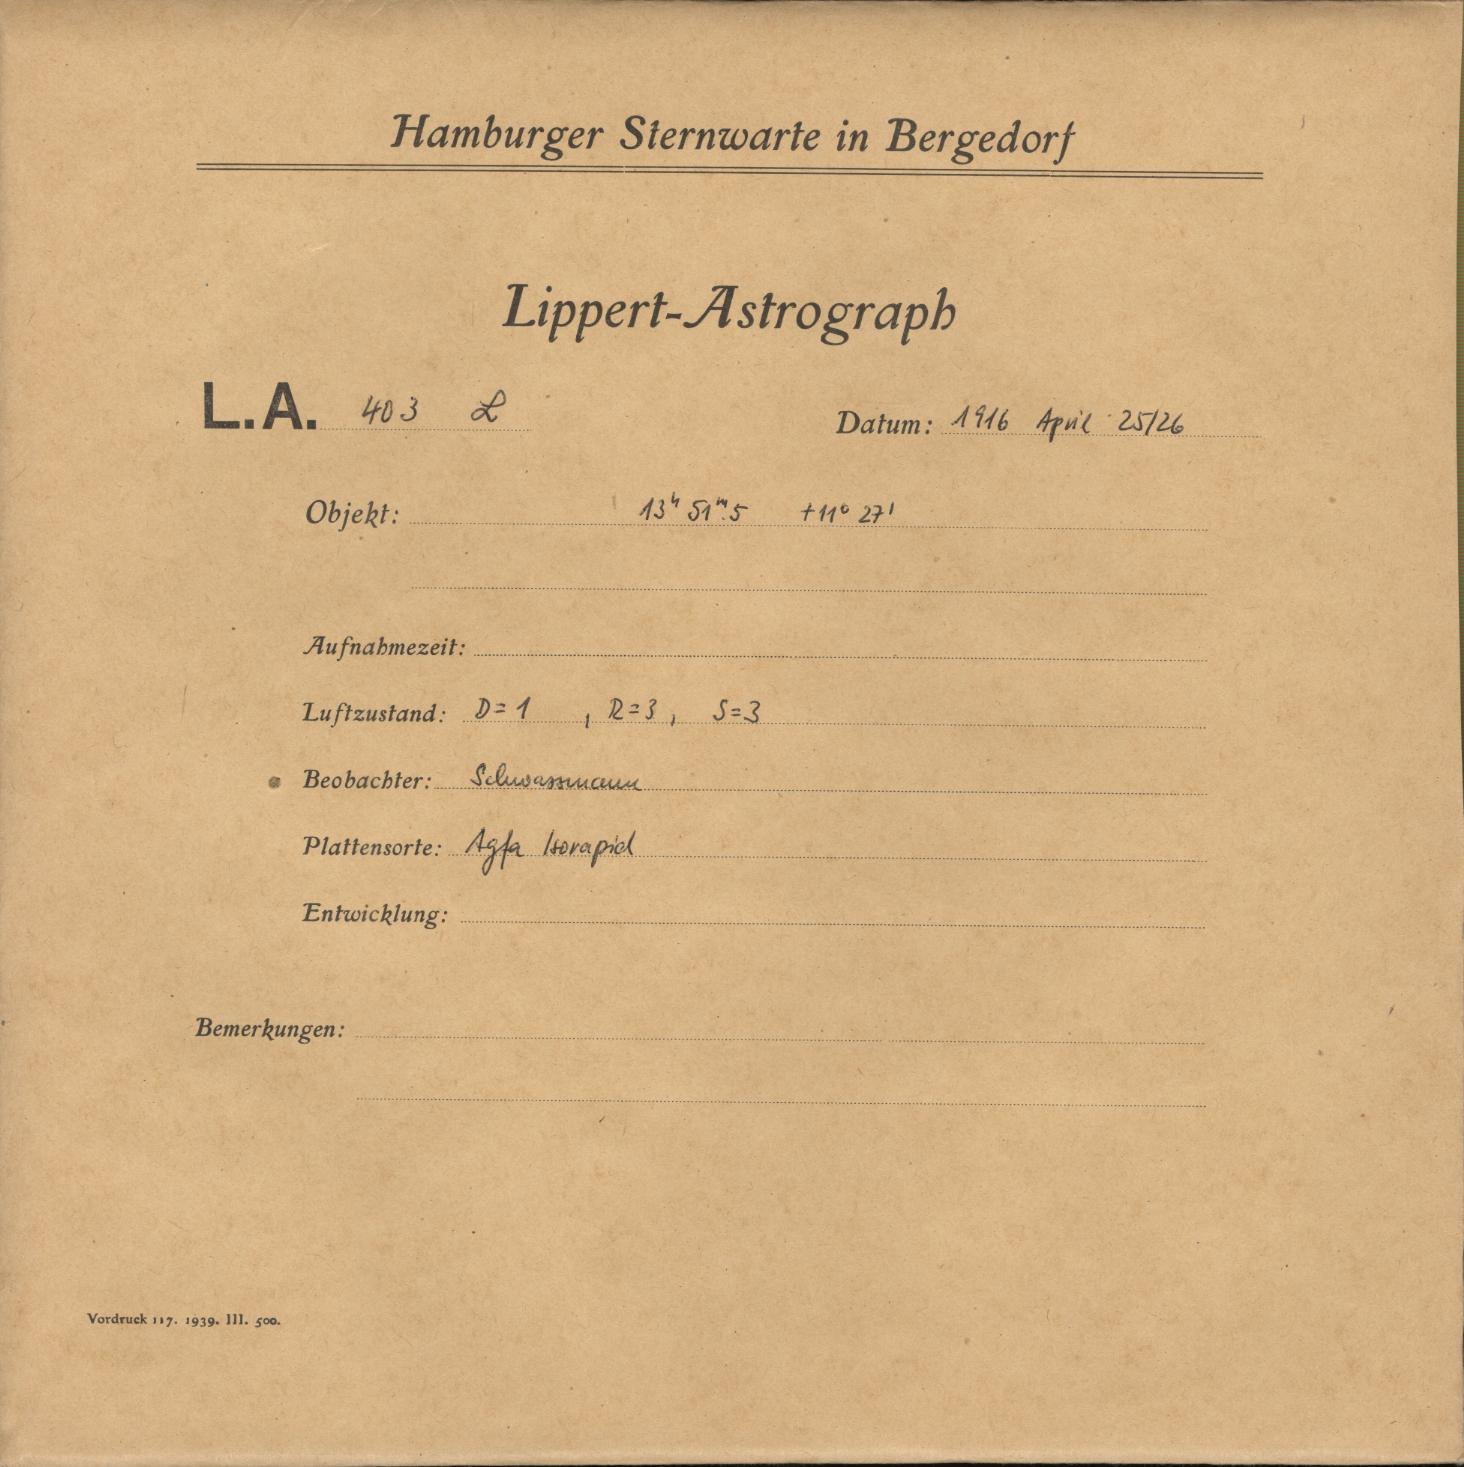 Hamburger Sternwarte in Bergedorf
Lippert-Astrograph
L.A. 403 L Datum: 1916 April 25/26
Objekt: 13h 51m.5 +11° 27'
Aufnahmezeit:
Luftzustand: D=1 , R=3, S=3
Beobachter: Schwassmann
Plattensorte: Agfa Isorapid
Entwicklung:
Bemerkungen:
Vordruck 117. 1939. III. 500.